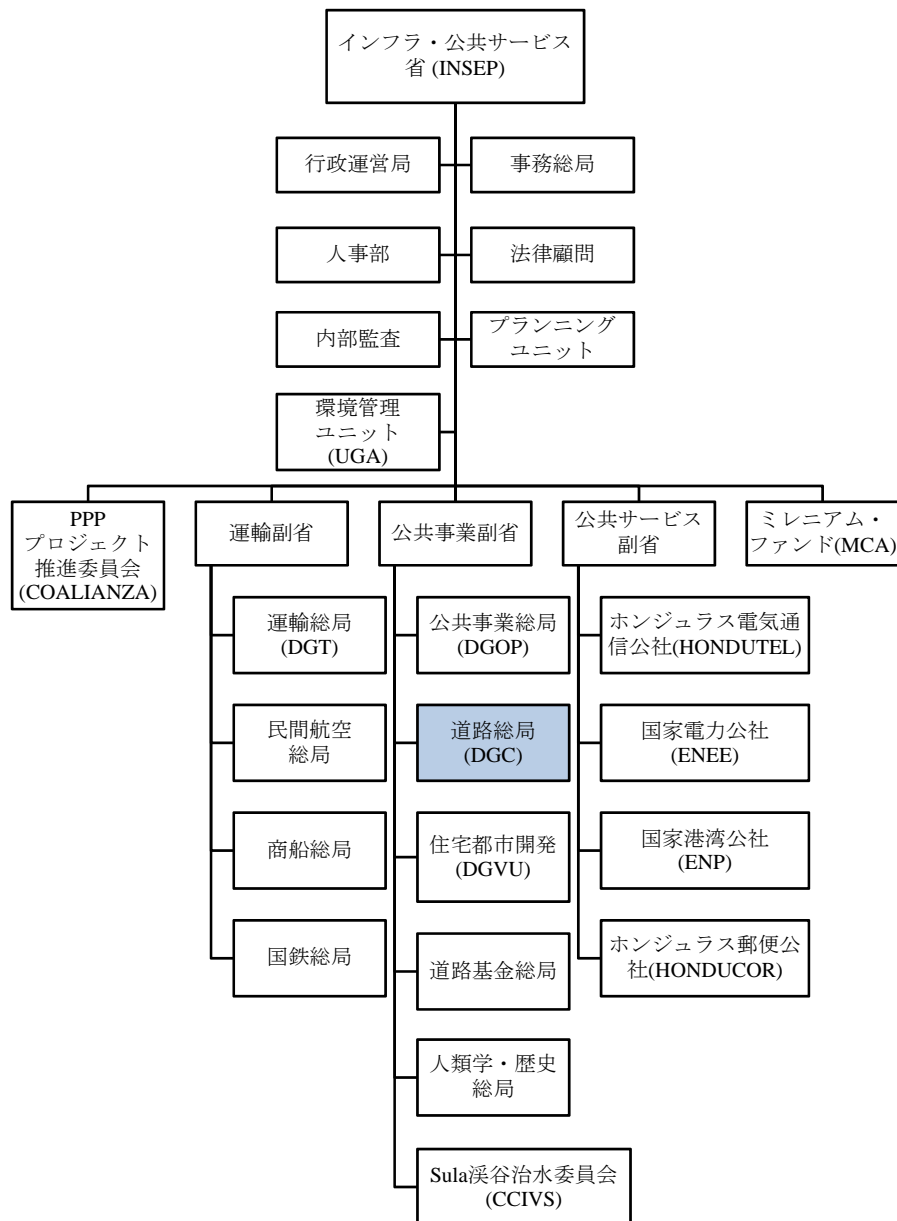 インフラ・公共サービス
省 (INSEP)
行政運営局
事務総局
人事部
法律顧問
内部監査
プランニング
ユニット
環境管理
ユニット
(UGA)
PPP
プロジェクト
推進委員会
(COALIANZA)
運輸副省
公共事業副省
公共サービス
副省
ミレニアム・
ファンド(MCA)
運輸総局
(DGT)
公共事業総局
(DGOP)
ホンジュラス電気通
信公社(HONDUTEL)
民間航空
総局
道路総局
(DGC)
国家電力公社
(ENEE)
商船総局
住宅都市開発
(DGVU)
国家港湾公社
(ENP)
国鉄総局
道路基金総局
ホンジュラス郵便公
社(HONDUCOR)
人類学・歴史
総局
Sula渓谷治水委員会
(CCIVS)